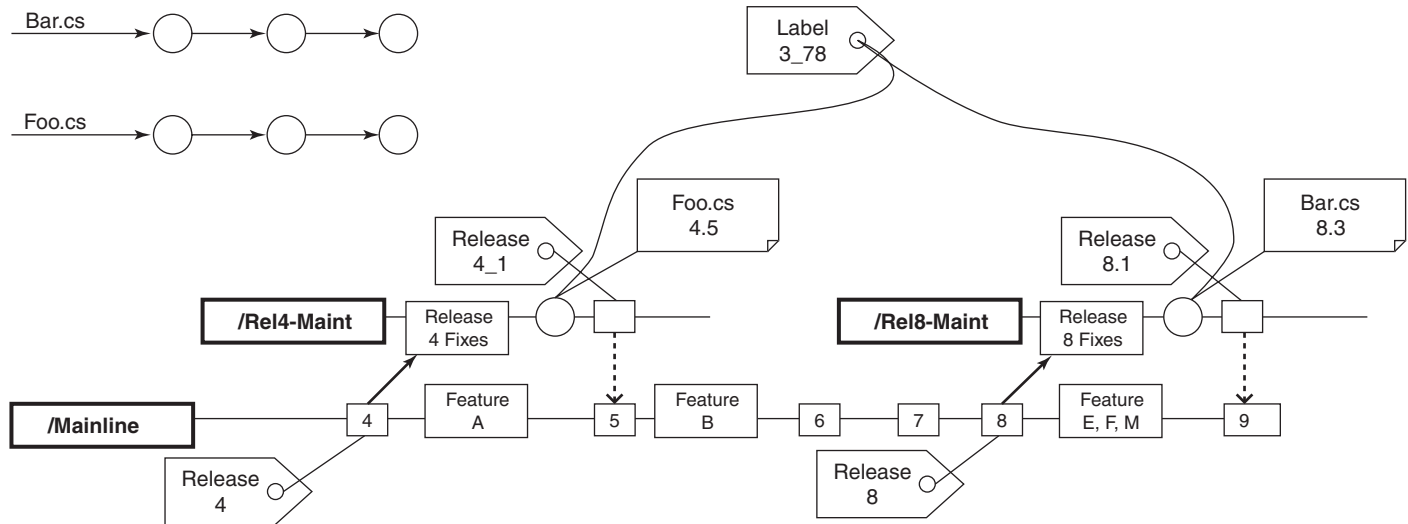 Bar.cs
Label
3_78
Foo.cs
Foo.cs
4.5
Bar.cs
8.3
Release
4_1
Release
8.1
/Rel4-Maint
Release
4 Fixes
/Rel8-Maint
Release
8 Fixes
/Mainline
4
Feature
A
5
Feature
B
6
7
8
Feature
E, F, M
9
Release
4
Release
8